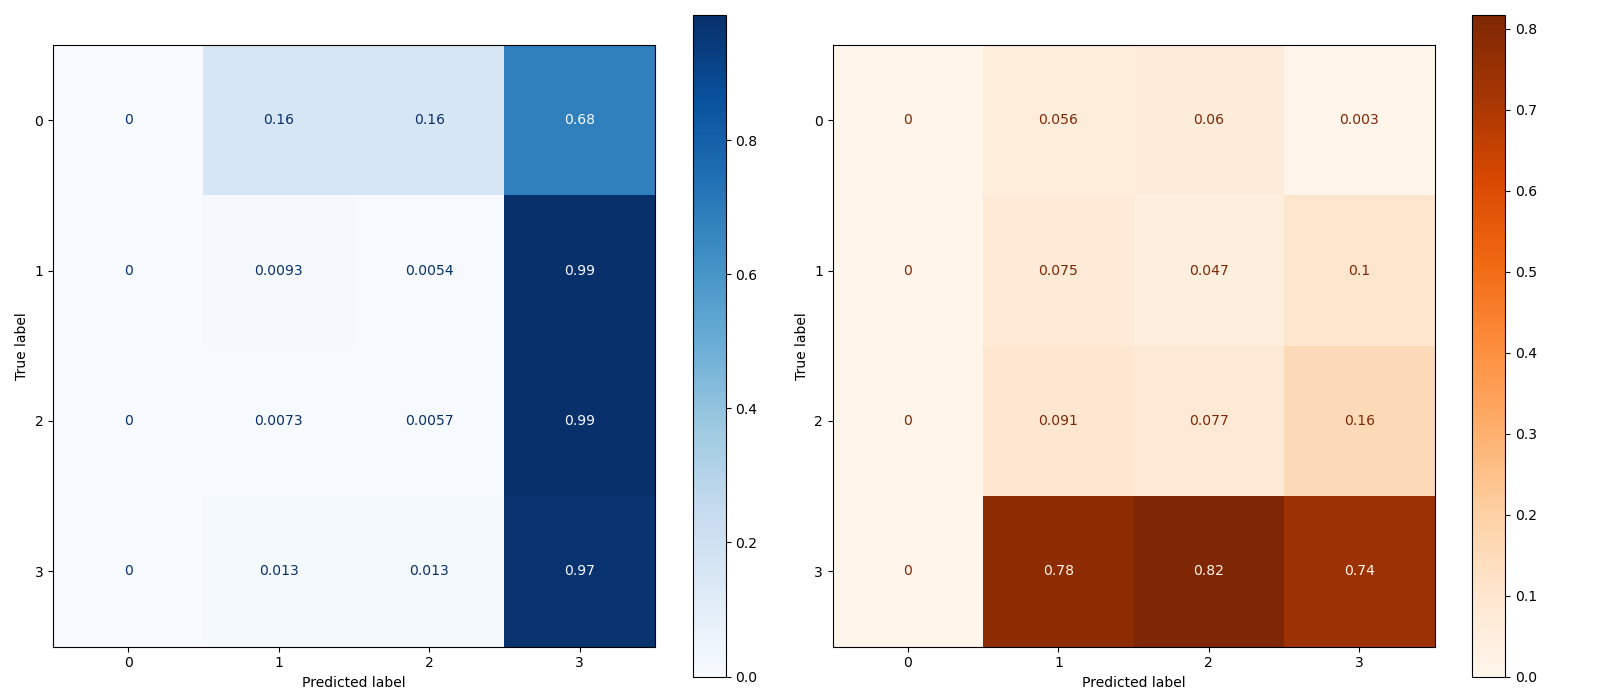 0 0.16 0.16 0.68
1 0.0093 0.0054 0.99
2 0.0073 0.0057 0.99
3 0.013 0.013 0.97
0 0 0 0
0 1 2 3
True label
Predicted label
0.8
0.6
0.4
0.2
0.0
0 0 0.056 0.06 0.003
1 0 0.075 0.047 0.1
2 0 0.091 0.077 0.16
3 0 0.78 0.82 0.74
0 1 2 3
True label
Predicted label
0.8
0.7
0.6
0.5
0.4
0.3
0.2
0.1
0.0